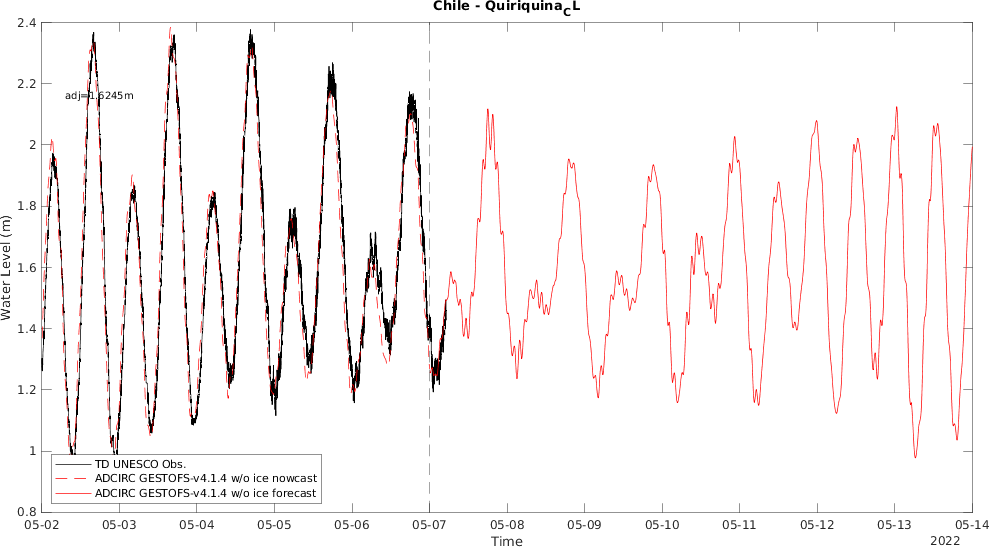 Chile - Quiriquina_CL
2.4
2.2
2
1.8
1.6
1.4
1.2
1
0.8
Water Level (m)
adj=1.6245m
TD UNESCO Obs.
ADCIRC GESTOFS-v4.1.4 w/o ice nowcast
ADCIRC GESTOFS-v4.1.4 w/o ice forecast
05-02 05-03 05-04 05-05 05-06 05-07 05-08 05-09 05-10 05-11 05-12 05-13 05-14
Time
2022